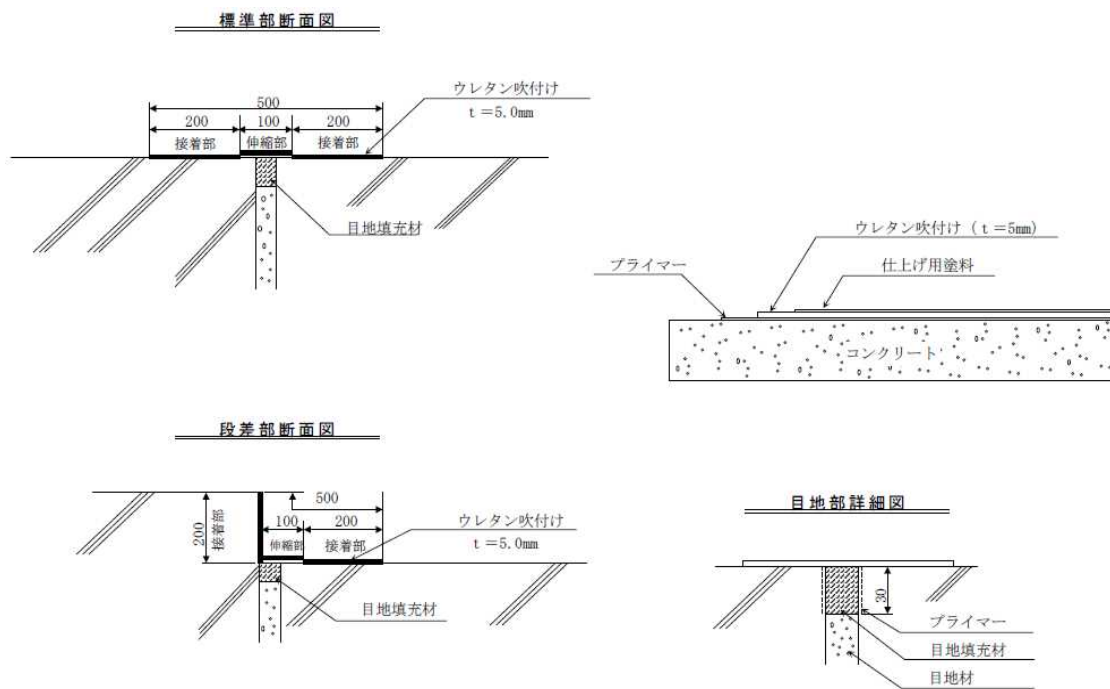 標準部断面図
ウレタン吹付け
t＝5.0mm
500
200
100
200
接着部
伸縮部
接着部
目地填充材
ウレタン吹付け（t＝5mm）
プライマー
仕上げ用塗料
コンクリート
段差部断面図
500
100
200
ウレタン吹付け
t＝5.0mm
200
接着部
伸縮部
接着部
目地填充材
目地部詳細図
30
プライマー
目地填充材
目地材